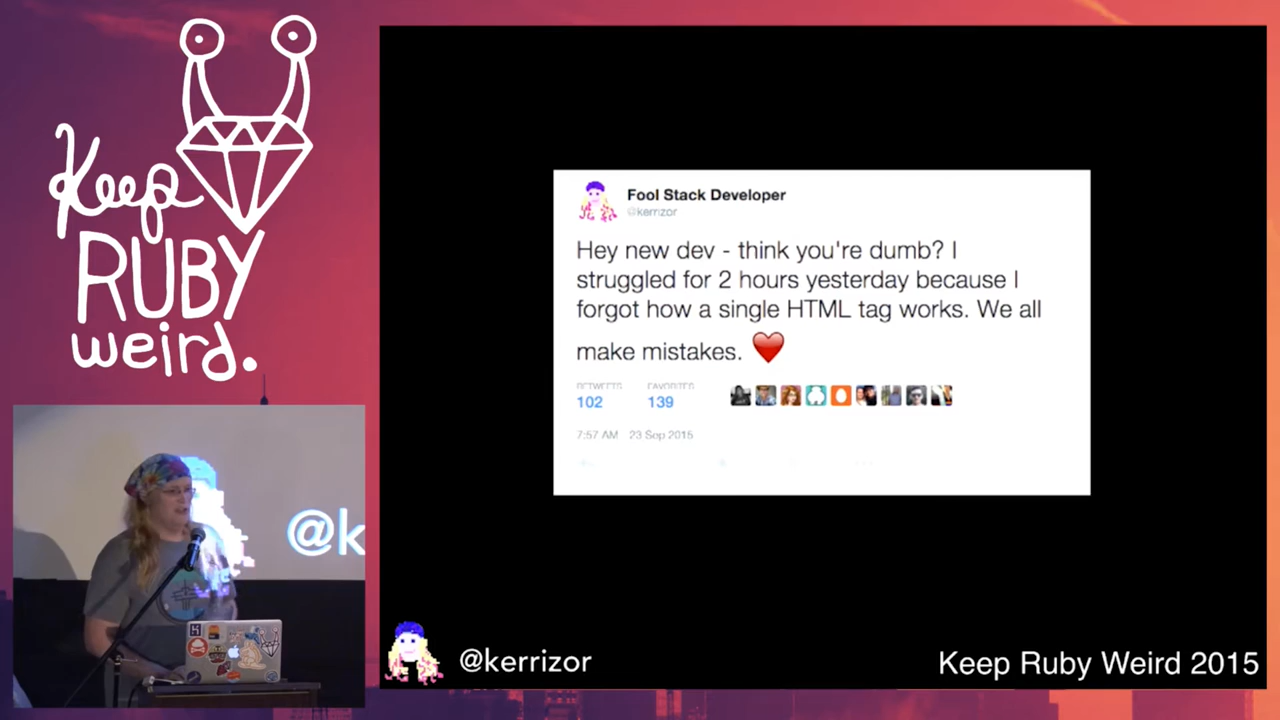 Keep
RUBY
weird.
Fool Stack Developer
@kerrizor
Hey new dev - think you're dumb? I
struggled for 2 hours yesterday because I
forgot how a single HTML tag works. We all
make mistakes. ❤️
RETWEETS FAVORITES
102 139
7:57 AM 23 Sep 2015
@k
@kerrizor
Keep Ruby Weird 2015